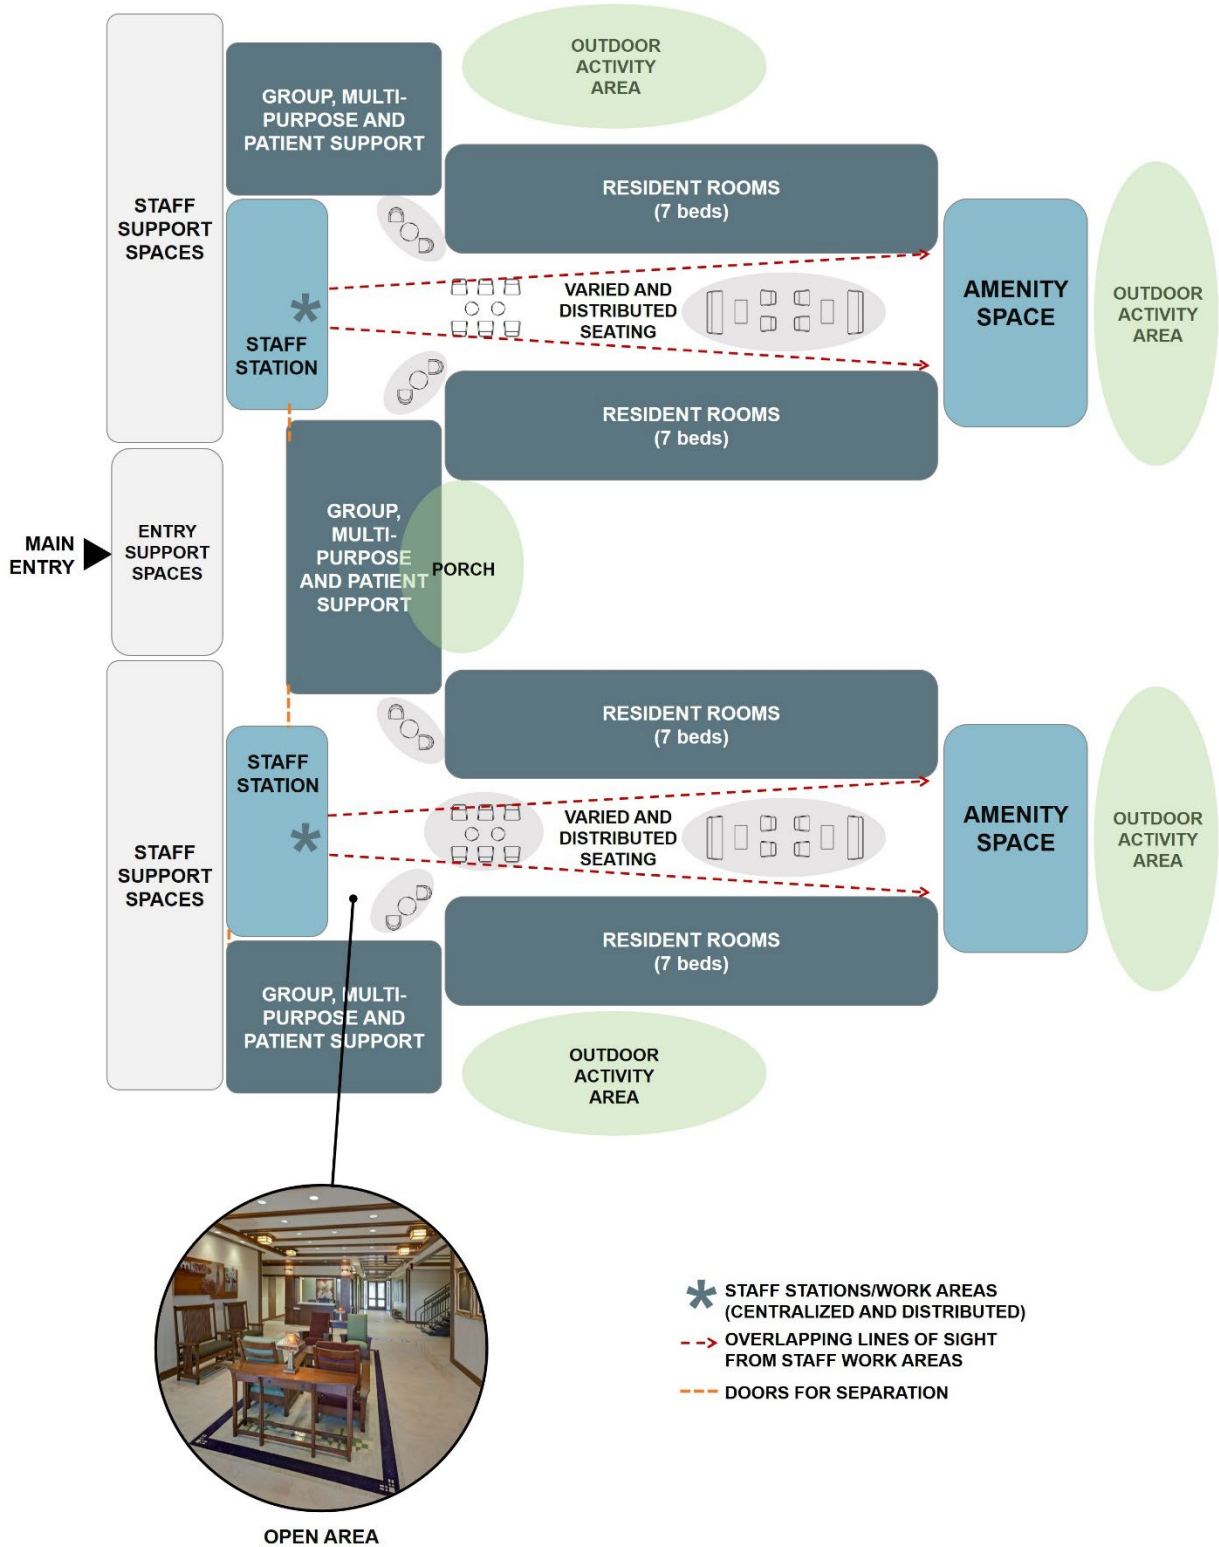 OUTDOOR
ACTIVITY
AREA
GROUP, MULTI-
PURPOSE AND
PATIENT SUPPORT
RESIDENT ROOMS
(7 beds)
STAFF
SUPPORT
SPACES
STAFF
STATION
VARIED AND
DISTRIBUTED
SEATING
AMENITY
SPACE
OUTDOOR
ACTIVITY
AREA
RESIDENT ROOMS
(7 beds)
MAIN
ENTRY
ENTRY
SUPPORT
SPACES
GROUP,
MULTI-
PURPOSE
AND PATIENT
SUPPORT
PORCH
RESIDENT ROOMS
(7 beds)
STAFF
STATION
STAFF
SUPPORT
SPACES
VARIED AND
DISTRIBUTED
SEATING
AMENITY
SPACE
OUTDOOR
ACTIVITY
AREA
RESIDENT ROOMS
(7 beds)
GROUP, MULTI-
PURPOSE AND
PATIENT SUPPORT
OUTDOOR
ACTIVITY
AREA
STAFF STATIONS/WORK AREAS
(CENTRALIZED AND DISTRIBUTED)
OVERLAPPING LINES OF SIGHT
FROM STAFF WORK AREAS
DOORS FOR SEPARATION
OPEN AREA